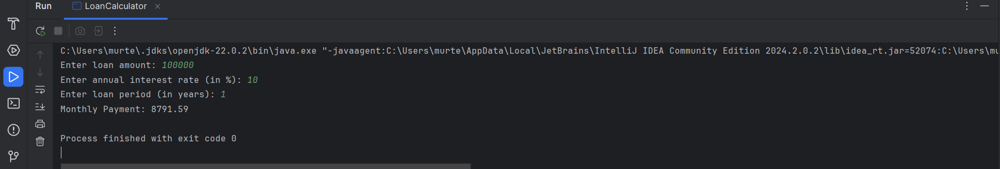 Run LoanCalculator
C:\Users\murte\.jdks\openjdk-22.0.2\bin\java.exe "-javaagent:C:\Users\murte\AppData\Local\JetBrains\IntelliJ IDEA Community Edition 2024.2.0.2\lib\idea_rt.jar=52074:C:\Users\mu
Enter loan amount: 100000
Enter annual interest rate (in %): 10
Enter loan period (in years): 1
Monthly Payment: 8791.59
Process finished with exit code 0